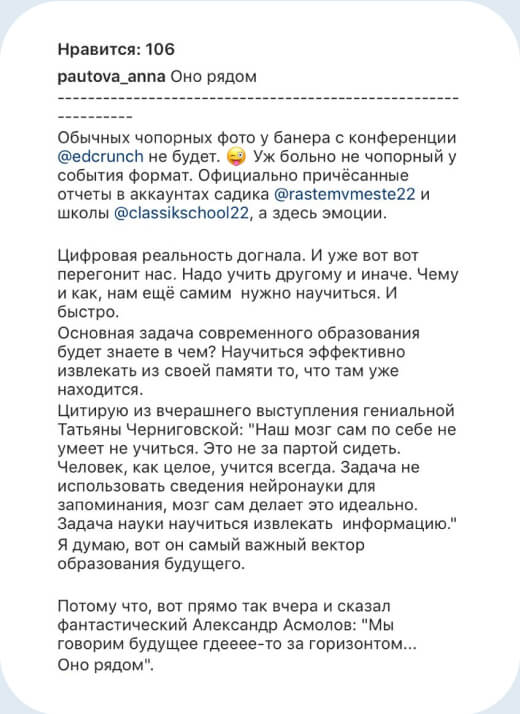 Нравится: 106
pautova_anna Оно рядом
-----------------------------------------------------
----------
Обычных чопорных фото у банера с конференции
@edcrunch не будет. 😜 Уж больно не чопорный у
события формат. Официально причёсанные
отчеты в аккаунтах садика @rastemvmeste22 и
школы @classikschool22, а здесь эмоции.

Цифровая реальность догнала. И уже вот вот
перегонит нас. Надо учить другому и иначе. Чему
и как, нам ещё самим  нужно научиться. И
быстро.
Основная задача современного образования
будет знаете в чем? Научиться эффективно
извлекать из своей памяти то, что там уже
находится.
Цитирую из вчерашнего выступления гениальной
Татьяны Черниговской: "Наш мозг сам по себе не
умеет не учиться. Это не за партой сидеть.
Человек, как целое, учится всегда. Задача не
использовать сведения нейронауки для
запоминания, мозг сам делает это идеально.
Задача науки научиться извлекать  информацию."
Я думаю, вот он самый важный вектор
образования будущего.

Потому что, вот прямо так вчера и сказал
фантастический Александр Асмолов: "Мы
говорим будущее гдееее-то за горизонтом...
Оно рядом".